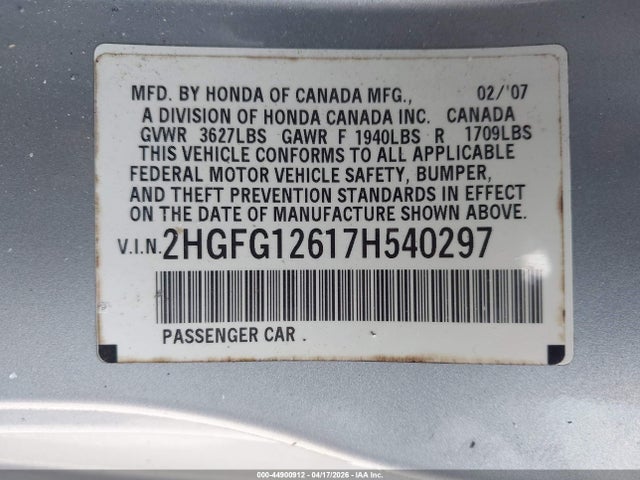 MFD. BY HONDA OF CANADA MFG., 02/'07
A DIVISION OF HONDA CANADA INC. CANADA
GVWR 3627LBS GAWR F 1940LBS R 1709LBS
THIS VEHICLE CONFORMS TO ALL APPLICABLE
FEDERAL MOTOR VEHICLE SAFETY, BUMPER,
AND THEFT PREVENTION STANDARDS IN EFFECT
ON THE DATE OF MANUFACTURE SHOWN ABOVE.
V.I.N. 2HGFG12617H540297
PASSENGER CAR .
000-44900912 - 04/17/2026 - IAA Inc.